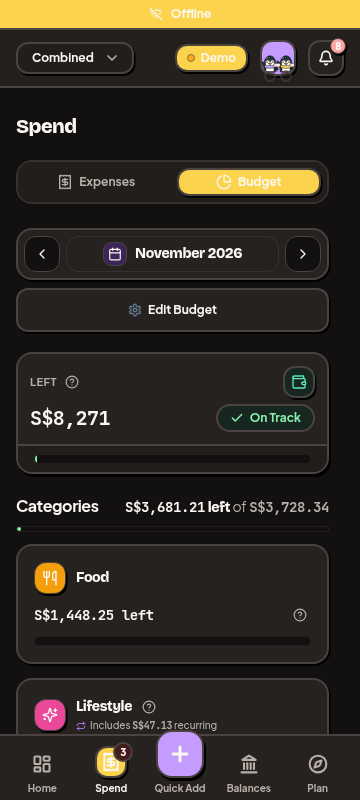 Offline
Combined
Demo
8
Spend
Expenses
Budget
November 2026
Edit Budget
LEFT
S$8,271
On Track
Categories
S$3,681.21 left of S$3,728.34
Food
S$1,448.25 left
Lifestyle
Includes S$47.13 recurring
3
Home
Spend
Quick Add
Balances
Plan